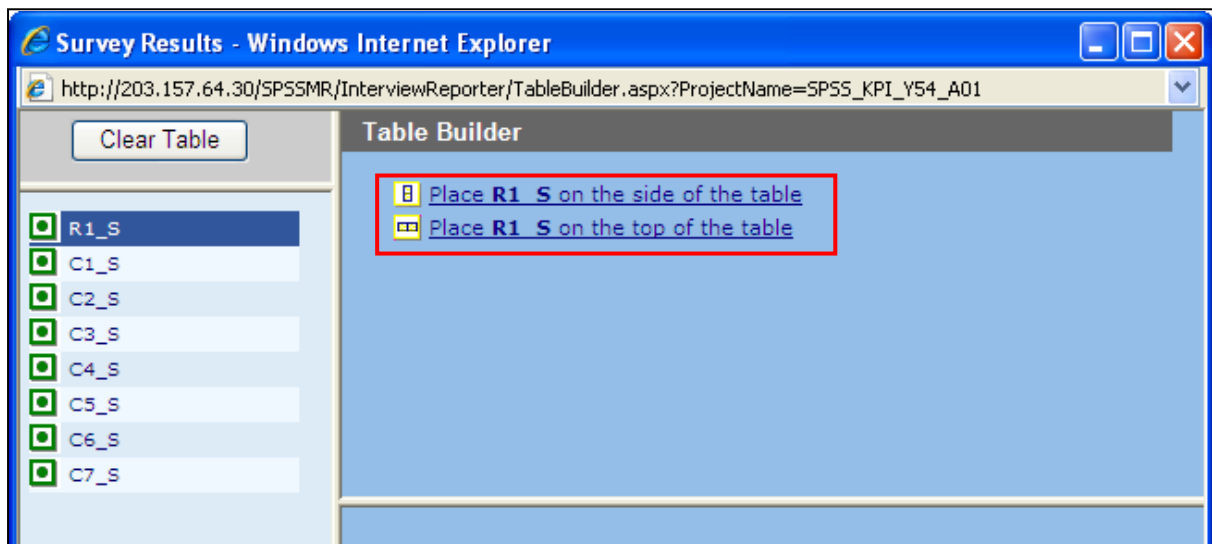 Survey Results - Windows Internet Explorer
http://203.157.64.30/SPSSMR/InterviewReporter/TableBuilder.aspx?ProjectName=SPSS_KPI_Y54_A01
Clear Table
Table Builder
Place R1_S on the side of the table
Place R1_S on the top of the table
R1_S
C1_S
C2_S
C3_S
C4_S
C5_S
C6_S
C7_S